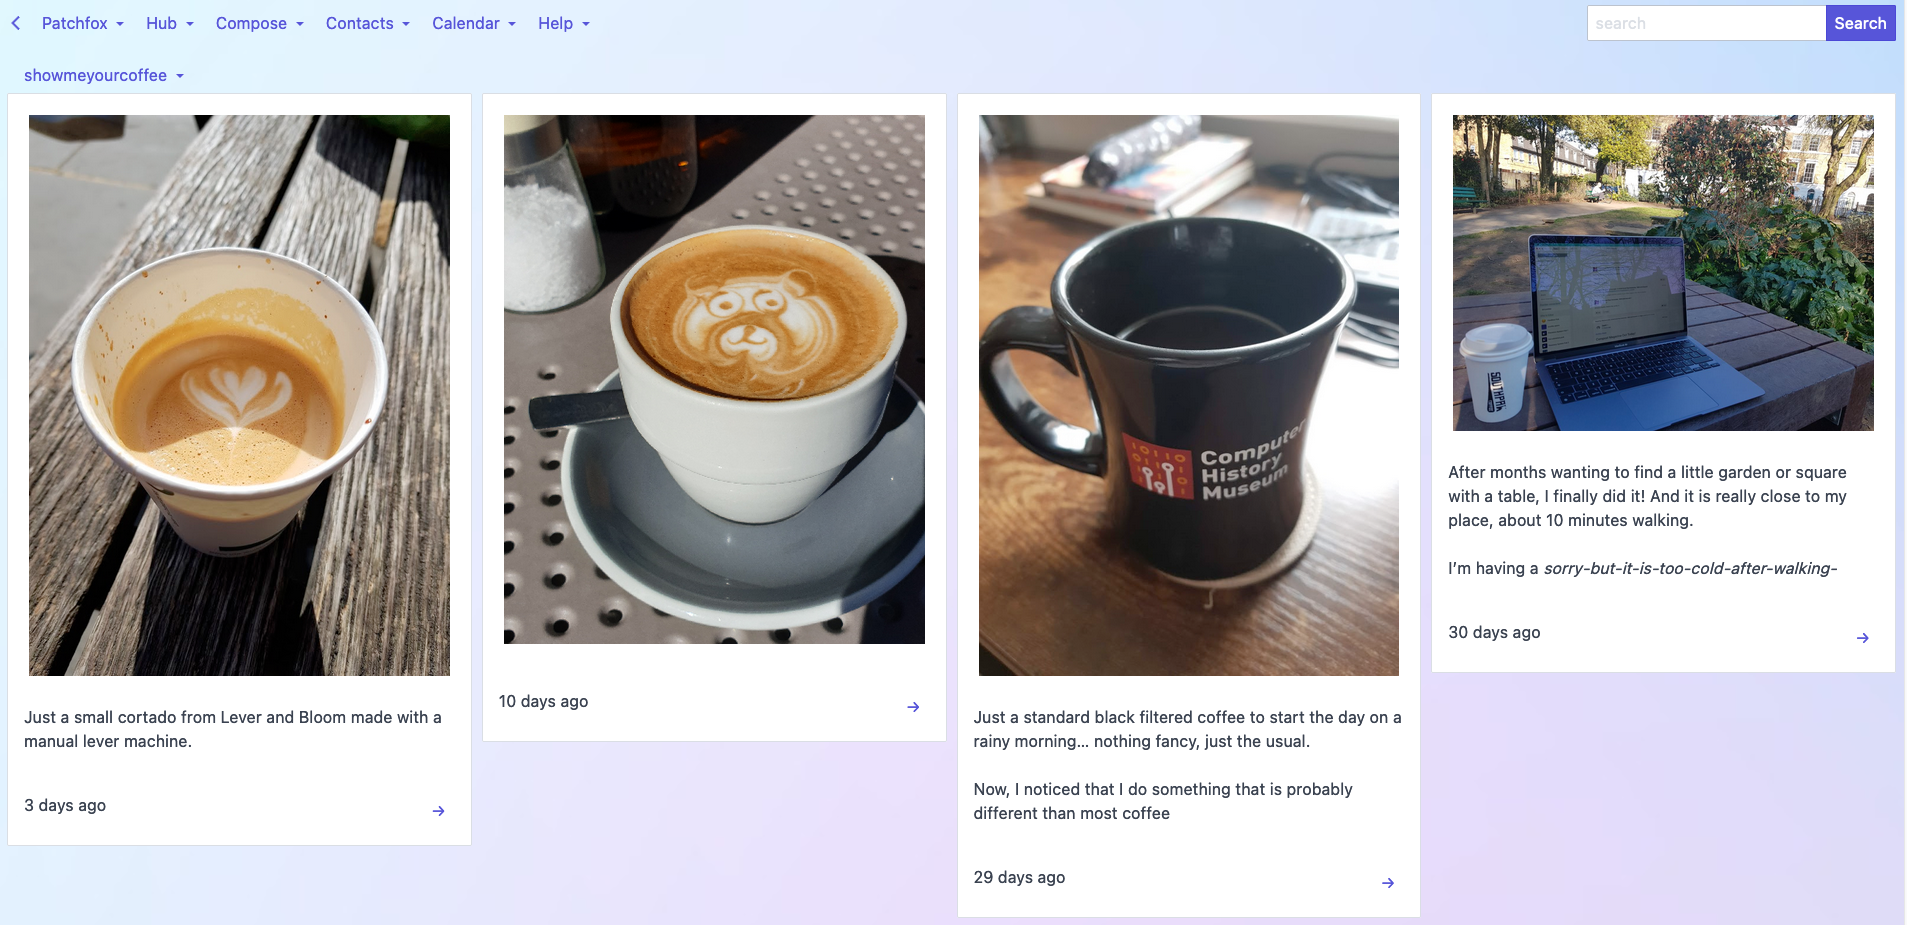 Patchfox Hub Compose Contacts Calendar Help search Search
showmeyourcoffee
Just a small cortado from Lever and Bloom made with a
manual lever machine.
3 days ago
10 days ago
Computer
History
Museum
Just a standard black filtered coffee to start the day on a
rainy morning... nothing fancy, just the usual.
Now, I noticed that I do something that is probably
different than most coffee
29 days ago
After months wanting to find a little garden or square
with a table, I finally did it! And it is really close to my
place, about 10 minutes walking.
I'm having a sorry-but-it-is-too-cold-after-walking-
30 days ago